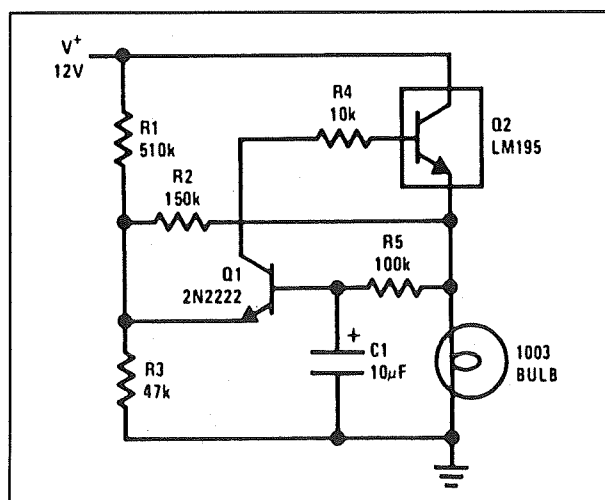 V+
12V
R1
510k
R2
150k
R4
10k
Q2
LM195
Q1
2N2222
R5
100k
R3
47k
+
C1
10μF
1003
BULB